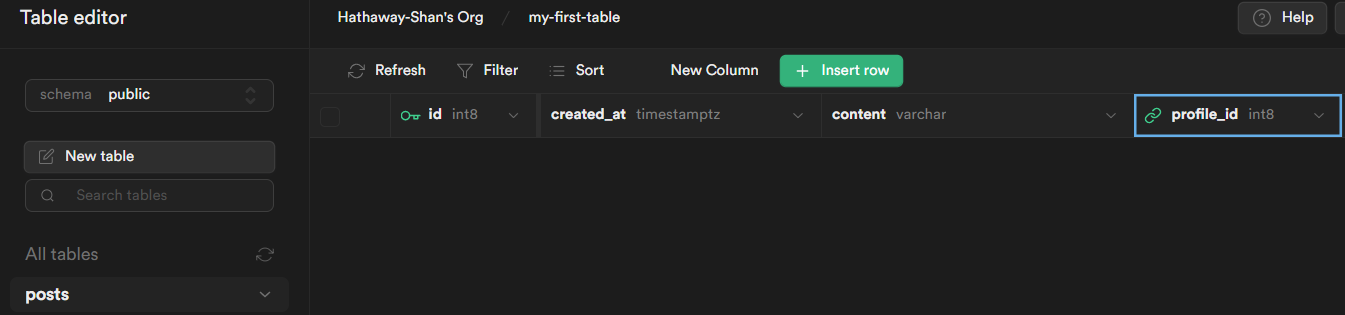 Table editor
Hathaway-Shan's Org / my-first-table
Help
schema public
Refresh Filter Sort New Column + Insert row
id int8 created_at timestamptz content varchar profile_id int8
New table
Search tables
All tables
posts